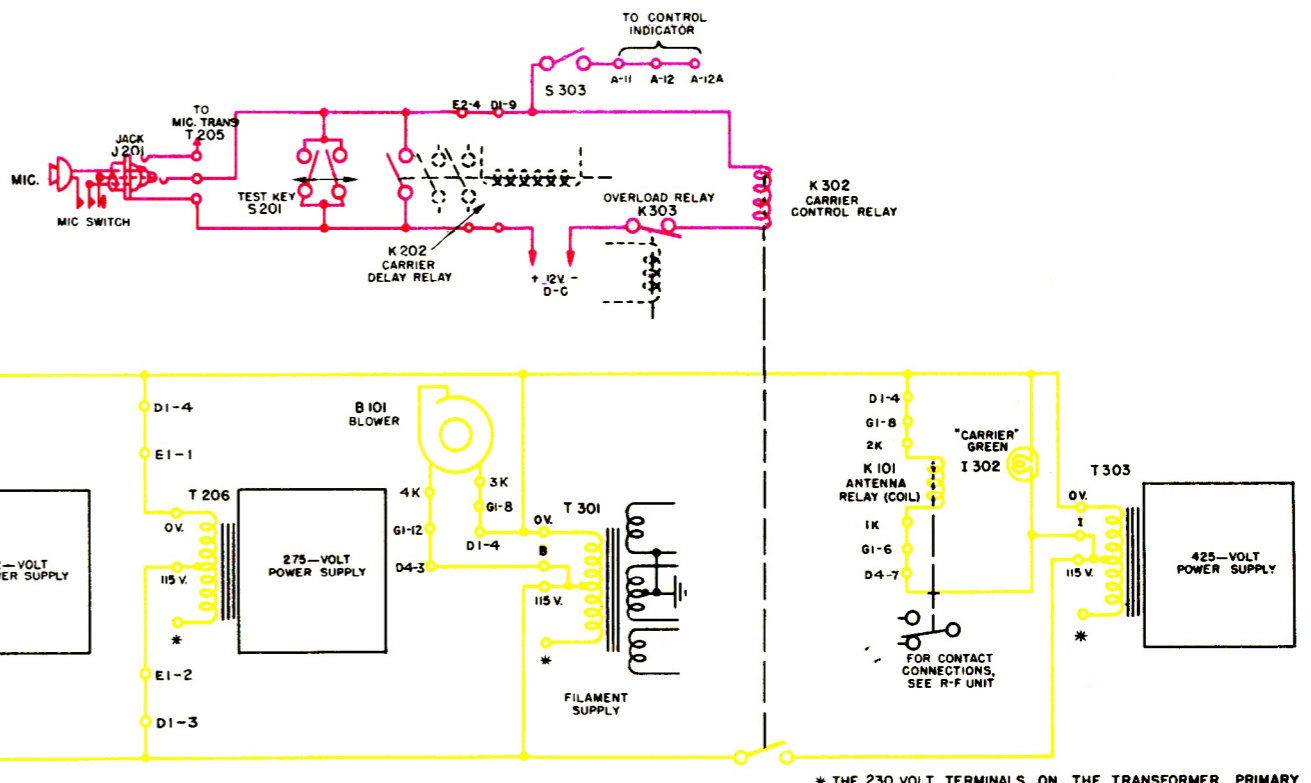 TO CONTROL
INDICATOR
S 303
A-11 A-12 A-12A
E2-4 D1-9
TO
MIC. TRANS
T 205
JACK
J 201
MIC.
MIC SWITCH
TEST KEY
S 201
K 202
CARRIER
DELAY RELAY
OVERLOAD RELAY
K303
+ 12V. -
D-C
K 302
CARRIER
CONTROL RELAY
D1-4
E1-1
T 206
0 V.
115 V.
*
E1-2
D1-3
-VOLT
275-VOLT
POWER SUPPLY
B 101
BLOWER
4K
G1-12
D4-3
3K
G1-8
D1-4
T 301
0V.
B
115 V.
*
FILAMENT
SUPPLY
D1-4
G1-8
2K
K 101
ANTENNA
RELAY (COIL)
1K
G1-6
D4-7
"CARRIER"
GREEN
I 302
FOR CONTACT
CONNECTIONS,
SEE R-F UNIT
T 303
0V.
I
115 V.
*
425-VOLT
POWER SUPPLY
* THE 230 VOLT TERMINALS ON THE TRANSFORMER PRIMARY